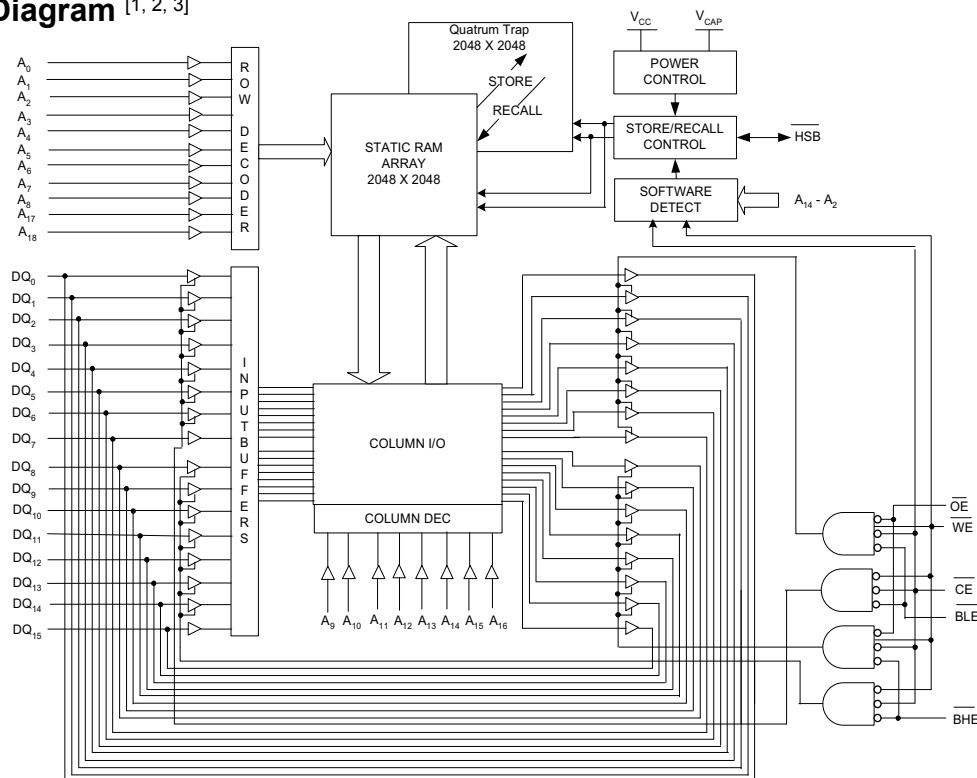 Diagram [1, 2, 3]
Quatrum Trap
2048 X 2048
STORE
RECALL
VCC
VCAP
POWER
CONTROL
STORE/RECALL
CONTROL
HSB
SOFTWARE
DETECT
A14 - A2
A0
A1
A2
A3
A4
A5
A6
A7
A8
A17
A18
ROW DECODER
STATIC RAM
ARRAY
2048 X 2048
DQ0
DQ1
DQ2
DQ3
DQ4
DQ5
DQ6
DQ7
DQ8
DQ9
DQ10
DQ11
DQ12
DQ13
DQ14
DQ15
INPUTBUFFERS
COLUMN I/O
COLUMN DEC
A9 A10 A11 A12 A13 A14 A15 A16
OE
WE
CE
BLE
BHE